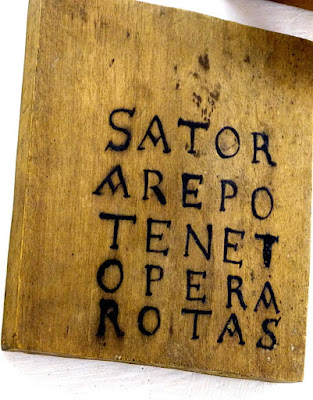 SATOR
AREPO
TENET
OPERA
ROTAS